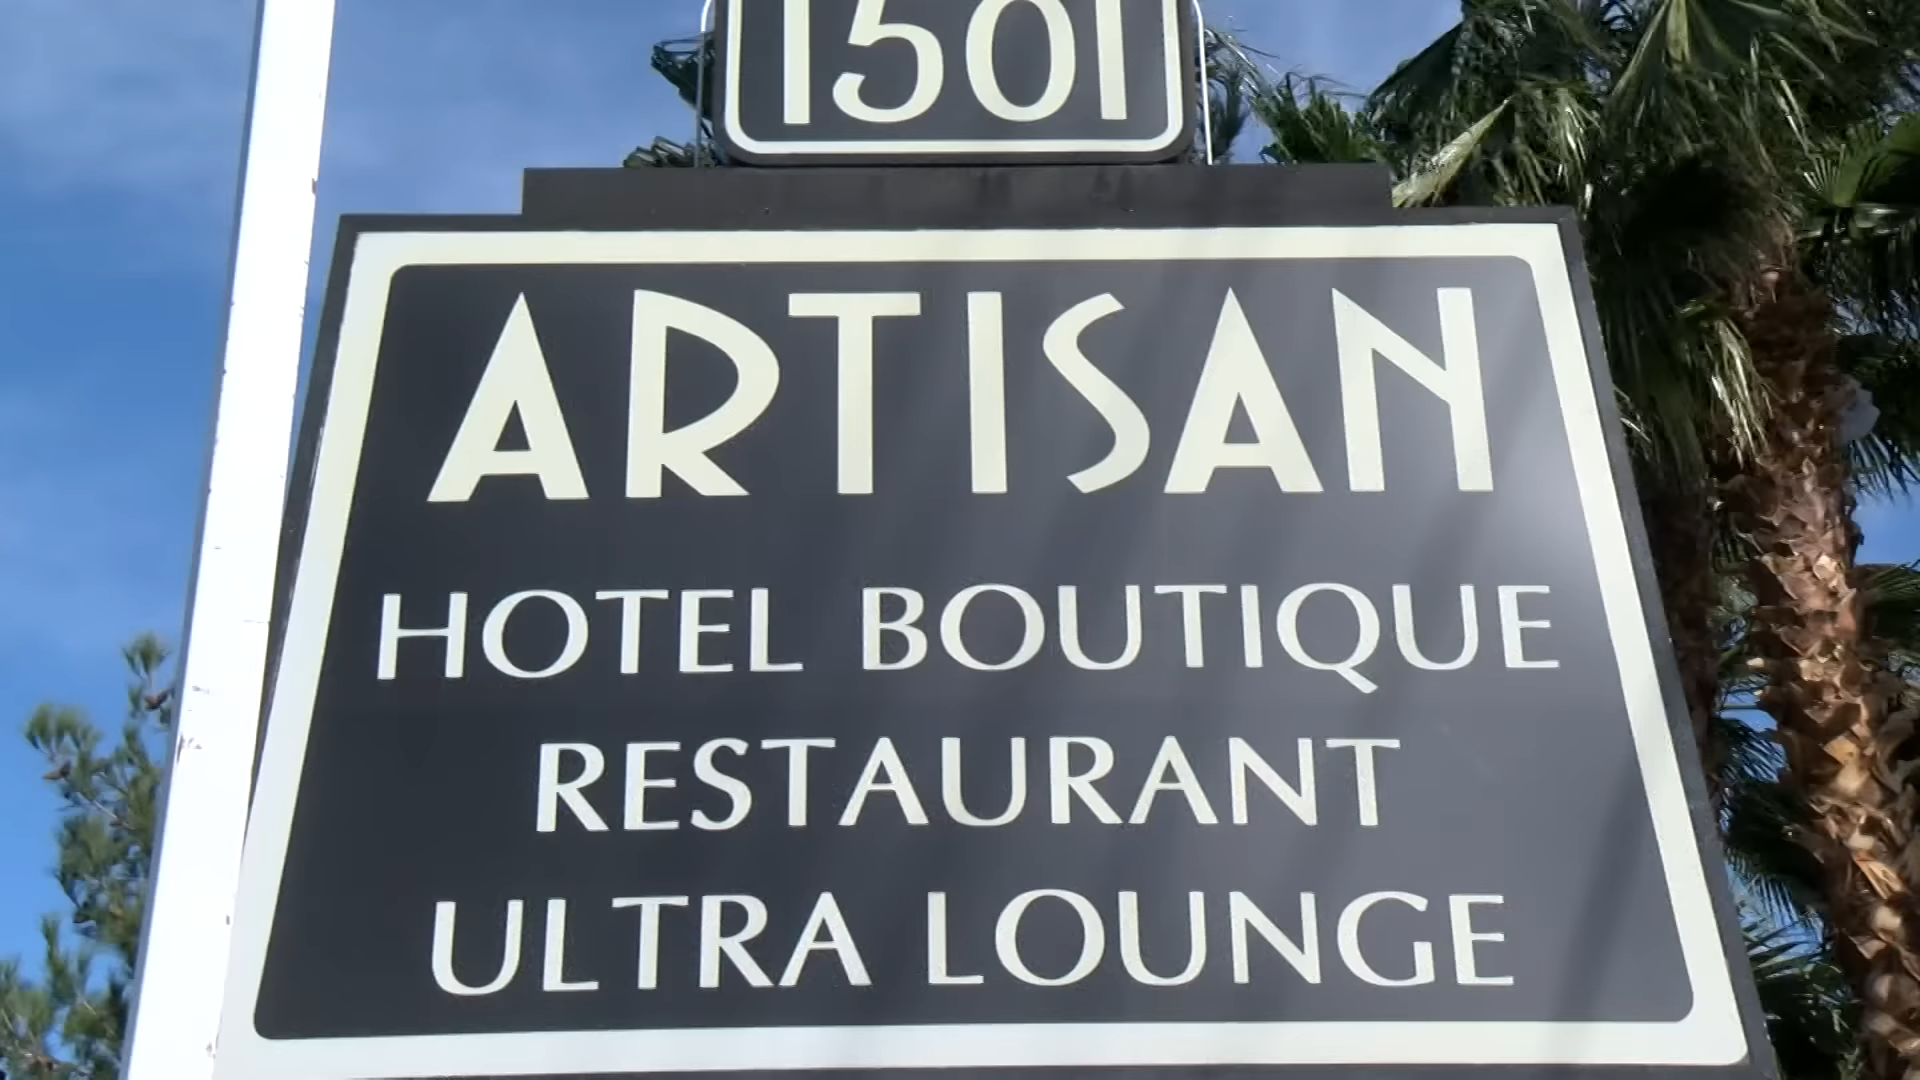 1501
ARTISAN
HOTEL BOUTIQUE
RESTAURANT
ULTRA LOUNGE